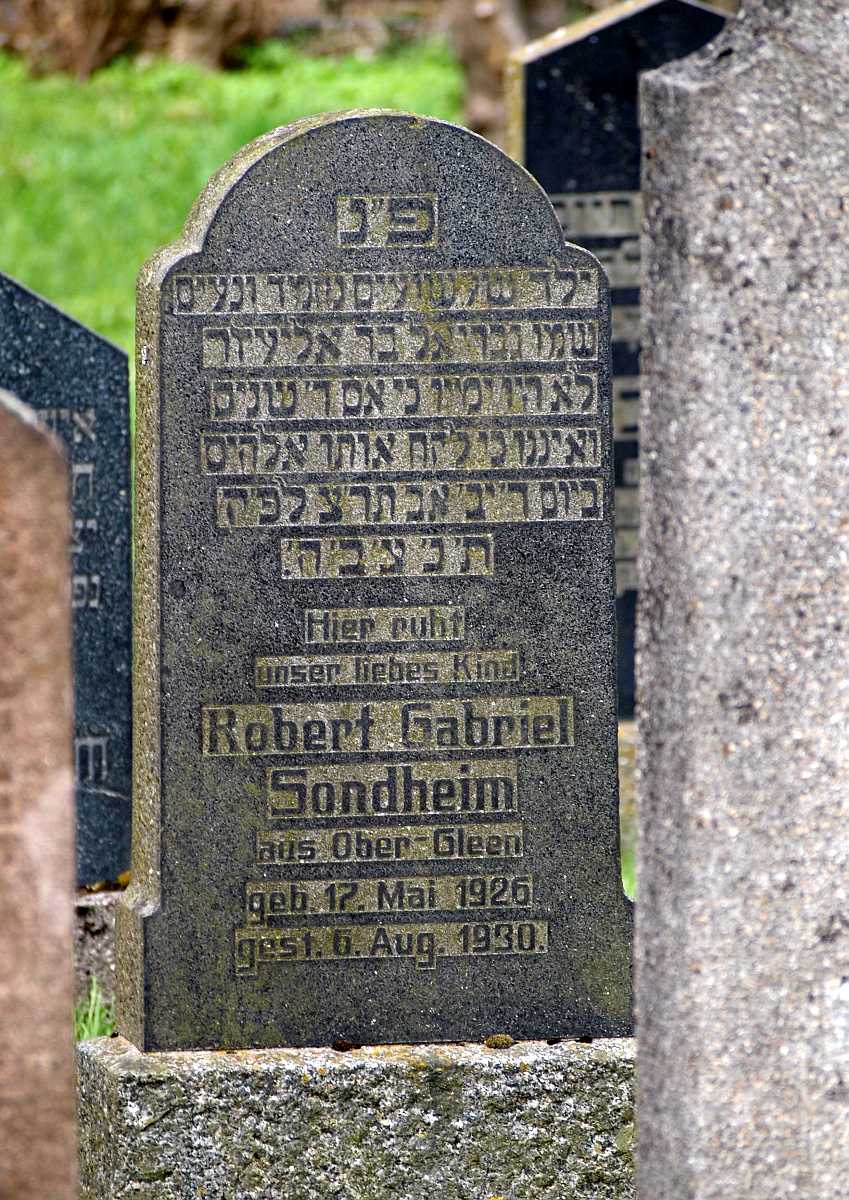 פ״נ
ילד שעשועים נחמד ונעים
שמו גבריאל בר אליעזר
לא היו ימיו כי אם ד׳ שנים
ואיננו כי לקח אותו אלהים
ביום ד׳ י״ב אב תר״צ לפ״ק
ת׳נ׳צ׳ב׳ה׳
Hier ruht
unser liebes Kind
Robert Gabriel
Sondheim
aus Ober-Gleen
geb. 17. Mai 1926
gest. 6. Aug. 1930.